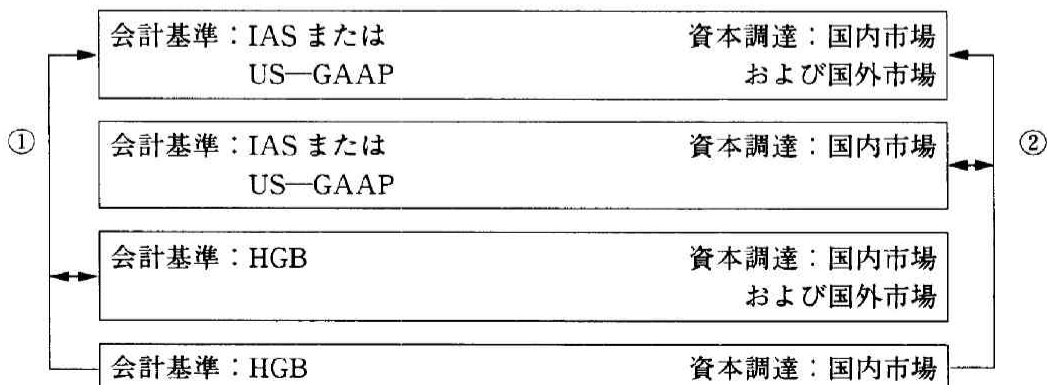 会計基準：IAS または 資本調達：国内市場
US—GAAP および国外市場
① 会計基準：IAS または 資本調達：国内市場 ②
US—GAAP
会計基準：HGB 資本調達：国内市場
および国外市場
会計基準：HGB 資本調達：国内市場